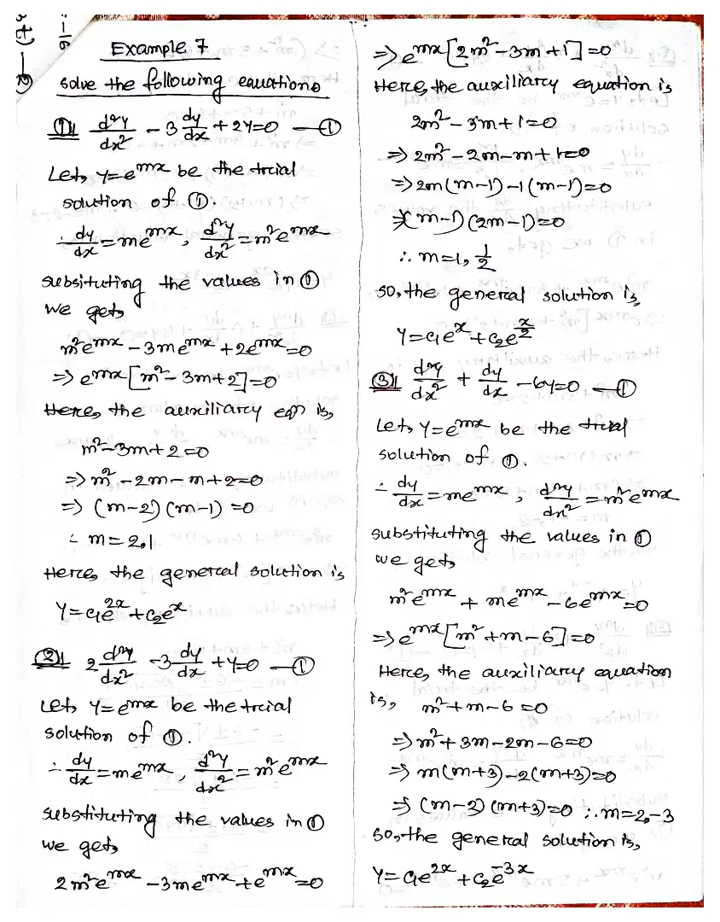 Example 7
solve the following equations
① d²y/dx² - 3 dy/dx + 2y=0 —①
Let, y=e^mx be the trial
solution of ①.
∴ dy/dx = me^mx, d²y/dx² = m²e^mx
subsituting the values in ①
we get,
m²e^mx - 3me^mx + 2e^mx=0
⇒ e^mx [m² - 3m+2]=0
Here, the auxiliary eqn is,
m²-3m+2=0
⇒ m² -2m - m+2=0
⇒ (m-2) (m-1) =0
∴ m=2,1
Here, the general solution is
y=c₁e^2x + c₂e^x
② 2 d²y/dx² - 3 dy/dx + y=0 —①
Let, y=e^mx be the trial
solution of ①.
∴ dy/dx = me^mx, d²y/dx² = m²e^mx
substituting the values in ①
we get,
2m²e^mx - 3me^mx + e^mx=0
⇒ e^mx [2m² - 3m +1] =0
Here, the auxiliary equation is
2m² - 3m+1=0
⇒ 2m² - 2m - m+1=0
⇒ 2m(m-1) -1(m-1)=0
⇒ (m-1) (2m-1)=0
∴ m=1, 1/2
so, the general solution is,
y=c₁e^x + c₂e^x/2
③ d²y/dx² + dy/dx - 6y=0 —①
Let, y=e^mx be the trial
solution of ①.
∴ dy/dx = me^mx, d²y/dx² = m²e^mx
substituting the values in ①
we get,
m²e^mx + me^mx - 6e^mx=0
⇒ e^mx [m² +m-6]=0
Here, the auxiliary equation
is, m²+m-6=0
⇒ m² + 3m-2m-6=0
⇒ m(m+3)-2(m+3)=0
⇒ (m-2) (m+3)=0 ∴ m=2,-3
so, the general solution is,
y=c₁e^2x + c₂e^-3x